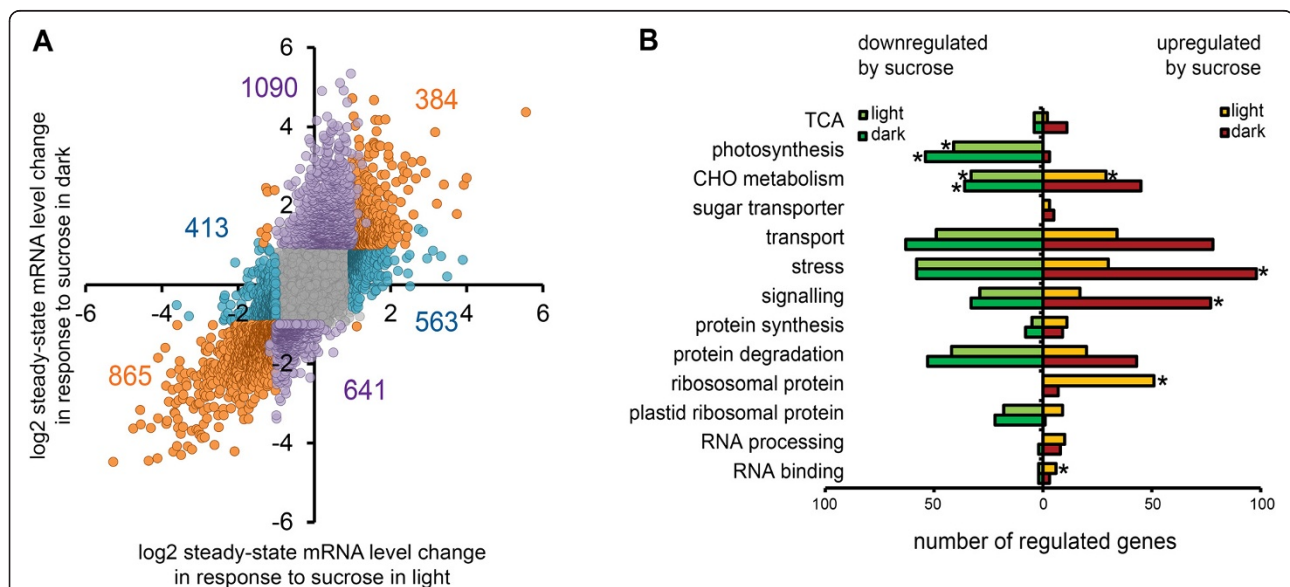 A
log2 steady-state mRNA level change
in response to sucrose in dark
6
4
2
-2
-4
-6
-6
-4
-2
2
4
6
1090
384
413
563
865
641
log2 steady-state mRNA level change
in response to sucrose in light
B
downregulated
by sucrose
upregulated
by sucrose
light
dark
light
dark
TCA
photosynthesis
* *
CHO metabolism
* * *
sugar transporter
transport
stress
*
signalling
*
protein synthesis
protein degradation
ribososomal protein
*
plastid ribosomal protein
RNA processing
RNA binding
*
100 50 0 50 100
number of regulated genes